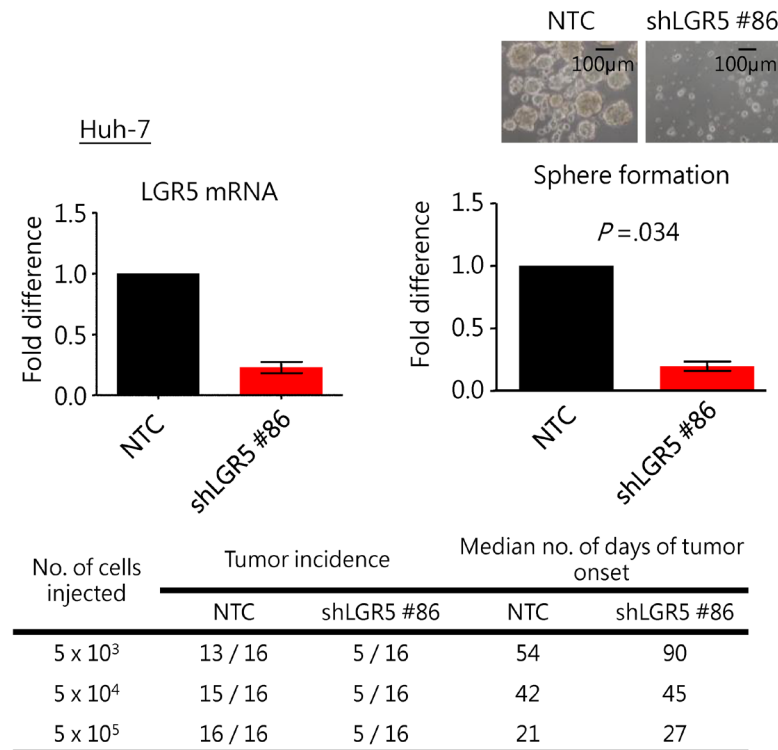 NTC shLGR5 #86
100μm 100μm
Huh-7
LGR5 mRNA
Fold difference
1.5
1.0
0.5
0.0
NTC
shLGR5 #86
Sphere formation
P=.034
Fold difference
1.5
1.0
0.5
0.0
NTC
shLGR5 #86
No. of cells
injected
Tumor incidence
Median no. of days of tumor
onset
NTC shLGR5 #86 NTC shLGR5 #86
5 x 10³ 13 / 16 5 / 16 54 90
5 x 10⁴ 15 / 16 5 / 16 42 45
5 x 10⁵ 16 / 16 5 / 16 21 27